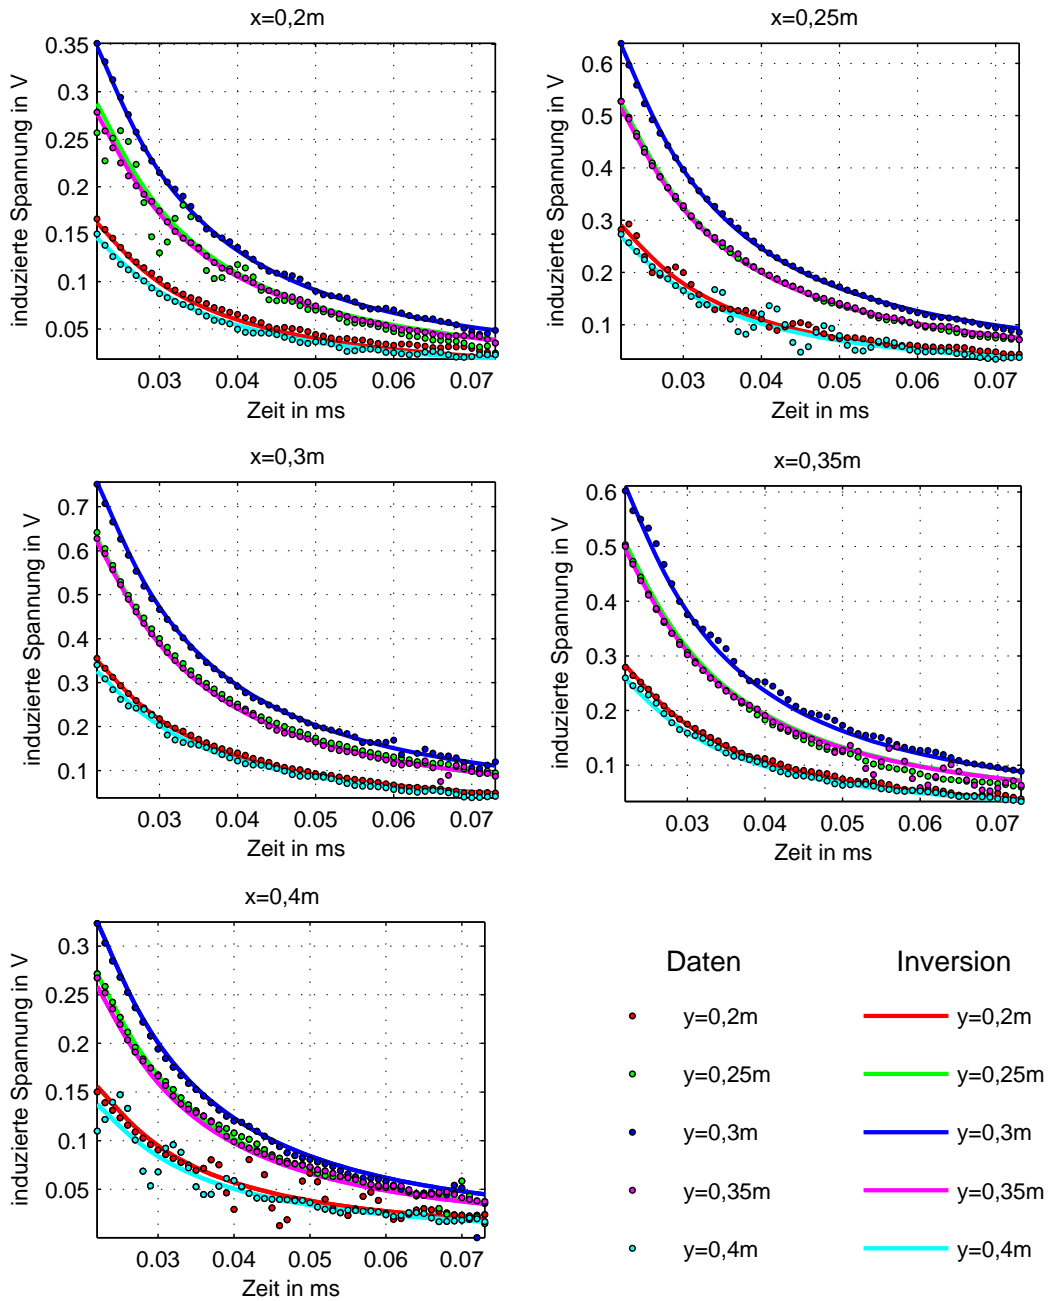 x=0,2m
induzierte Spannung in V
0.35
0.3
0.25
0.2
0.15
0.1
0.05
0.03 0.04 0.05 0.06 0.07
Zeit in ms
x=0,25m
induzierte Spannung in V
0.6
0.5
0.4
0.3
0.2
0.1
0.03 0.04 0.05 0.06 0.07
Zeit in ms
x=0,3m
induzierte Spannung in V
0.7
0.6
0.5
0.4
0.3
0.2
0.1
0.03 0.04 0.05 0.06 0.07
Zeit in ms
x=0,35m
induzierte Spannung in V
0.6
0.5
0.4
0.3
0.2
0.1
0.03 0.04 0.05 0.06 0.07
Zeit in ms
x=0,4m
induzierte Spannung in V
0.3
0.25
0.2
0.15
0.1
0.05
0.03 0.04 0.05 0.06 0.07
Zeit in ms
Daten Inversion
y=0,2m y=0,2m
y=0,25m y=0,25m
y=0,3m y=0,3m
y=0,35m y=0,35m
y=0,4m y=0,4m